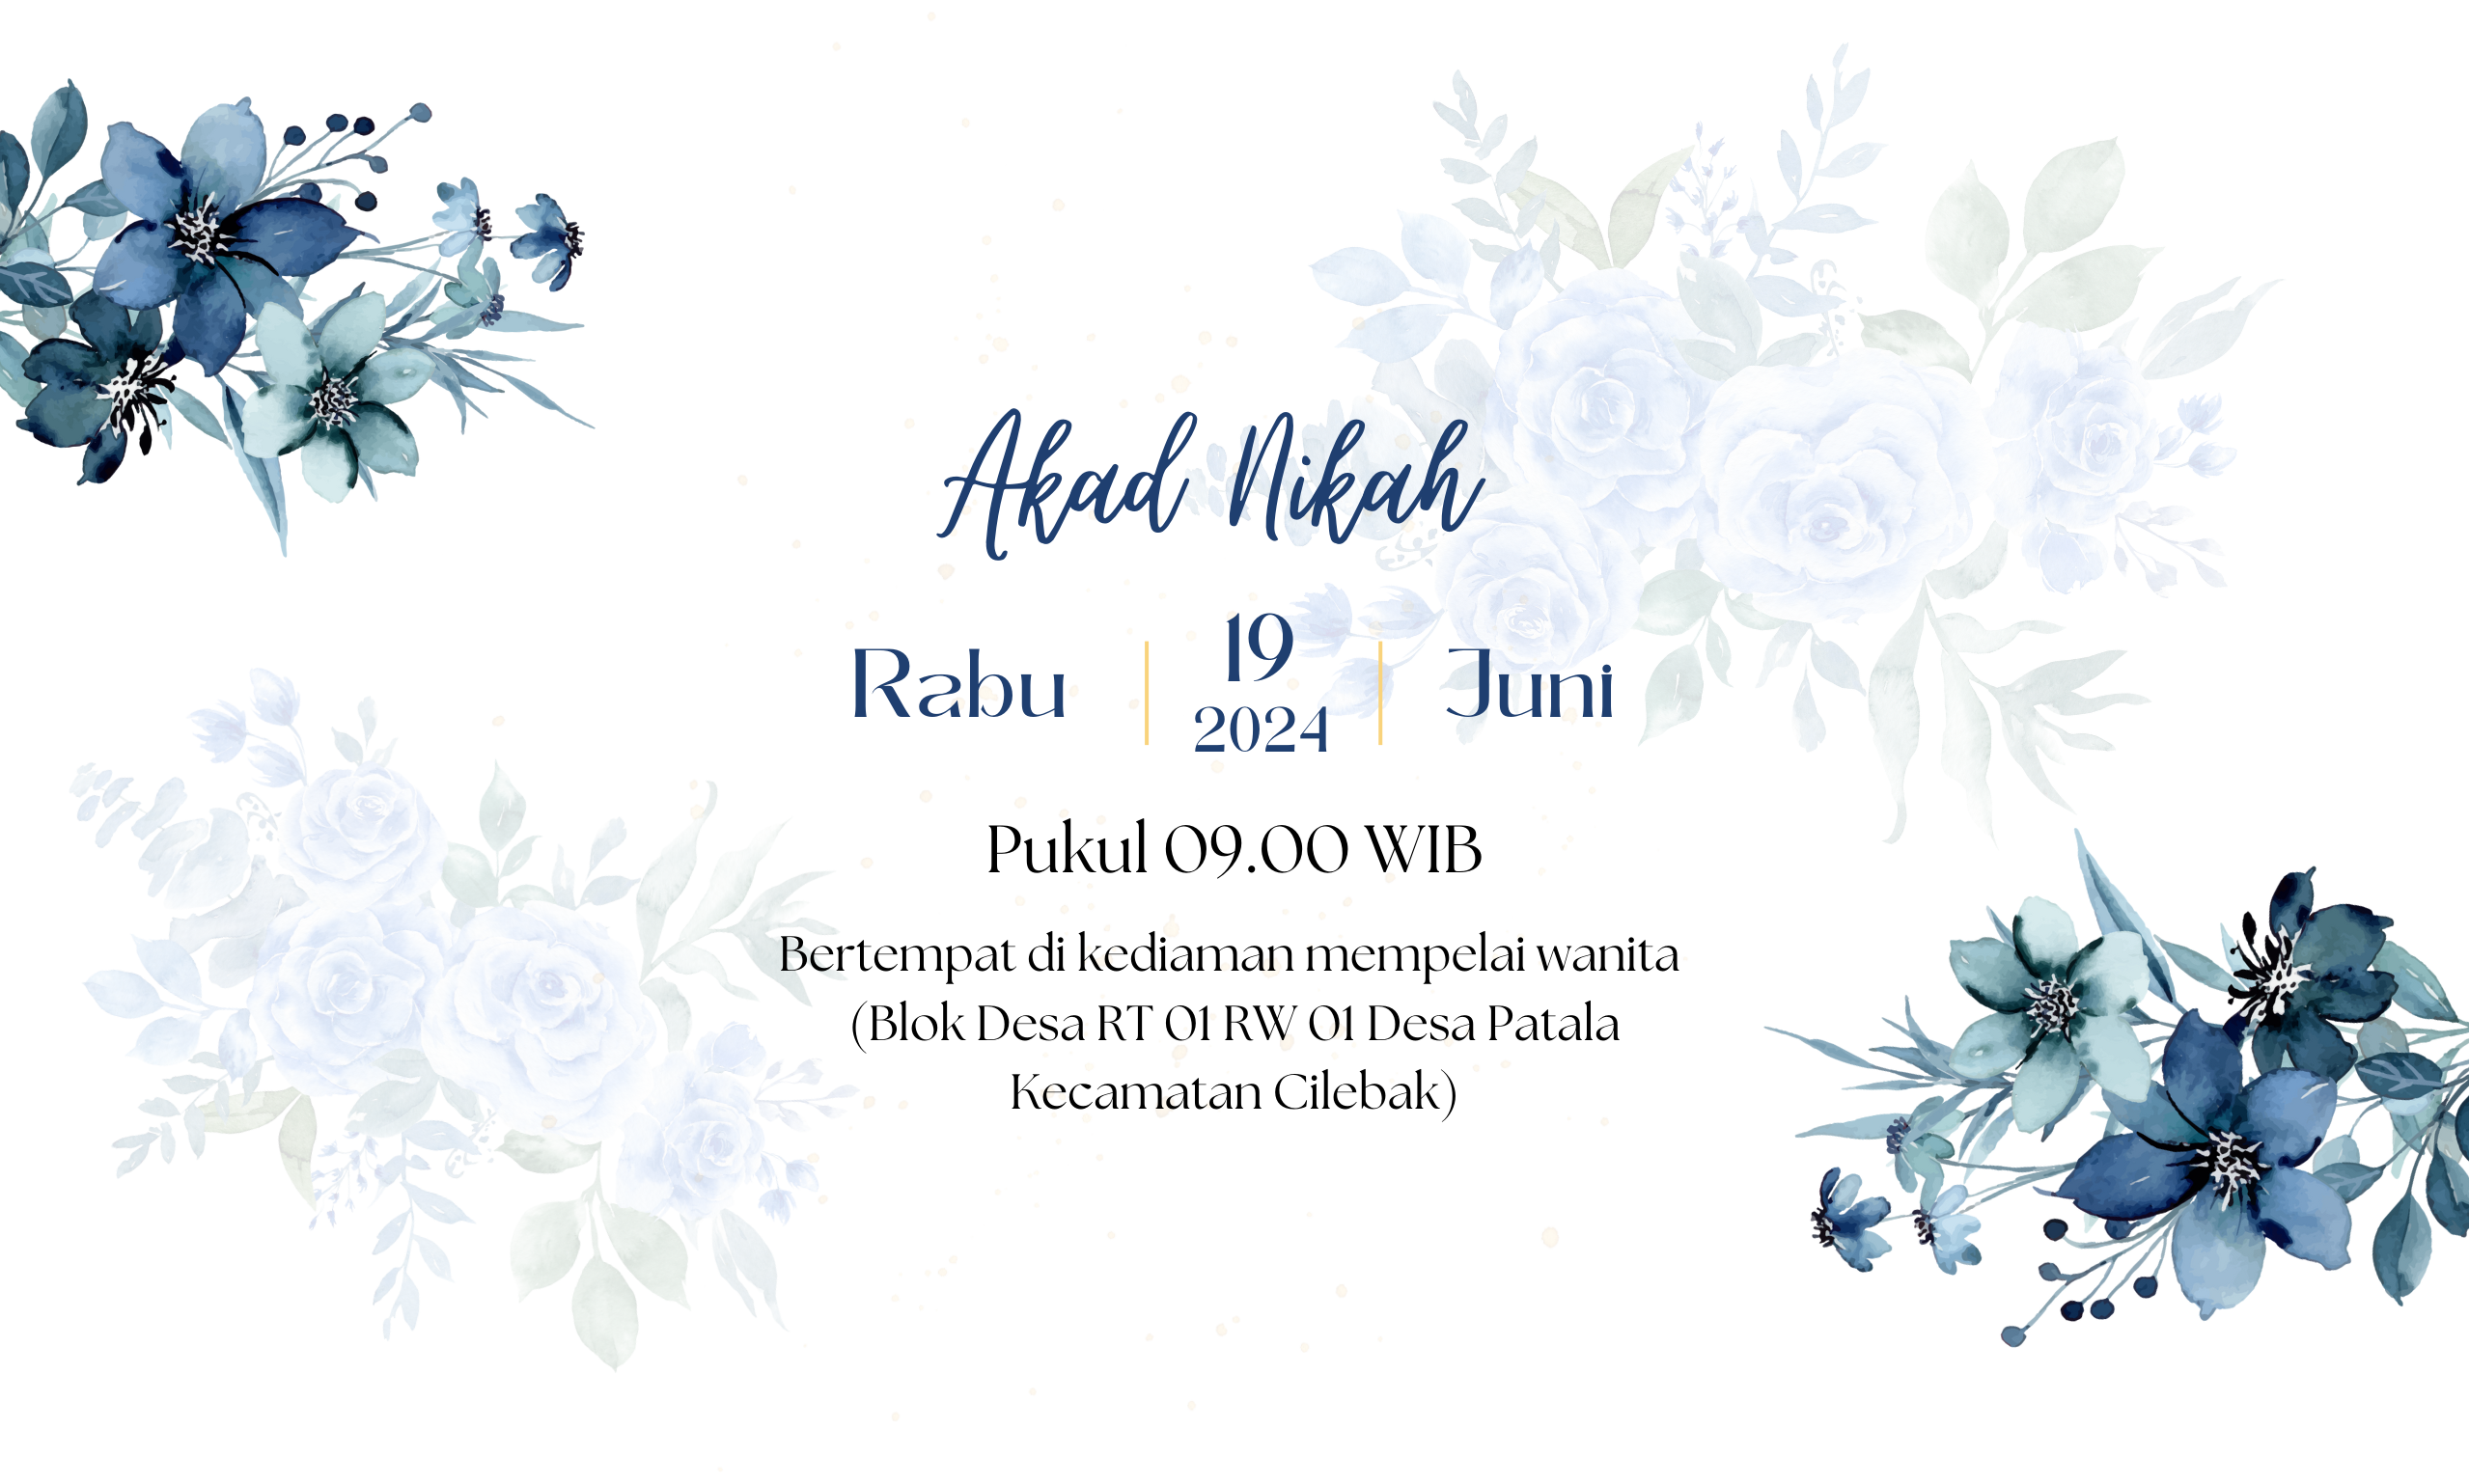 Akad Nikah
Rabu
19
2024
Juni
Pukul 09.00 WIB
Bertempat di kediaman mempelai wanita
(Blok Desa RT 01 RW 01 Desa Patala
Kecamatan Cilebak)